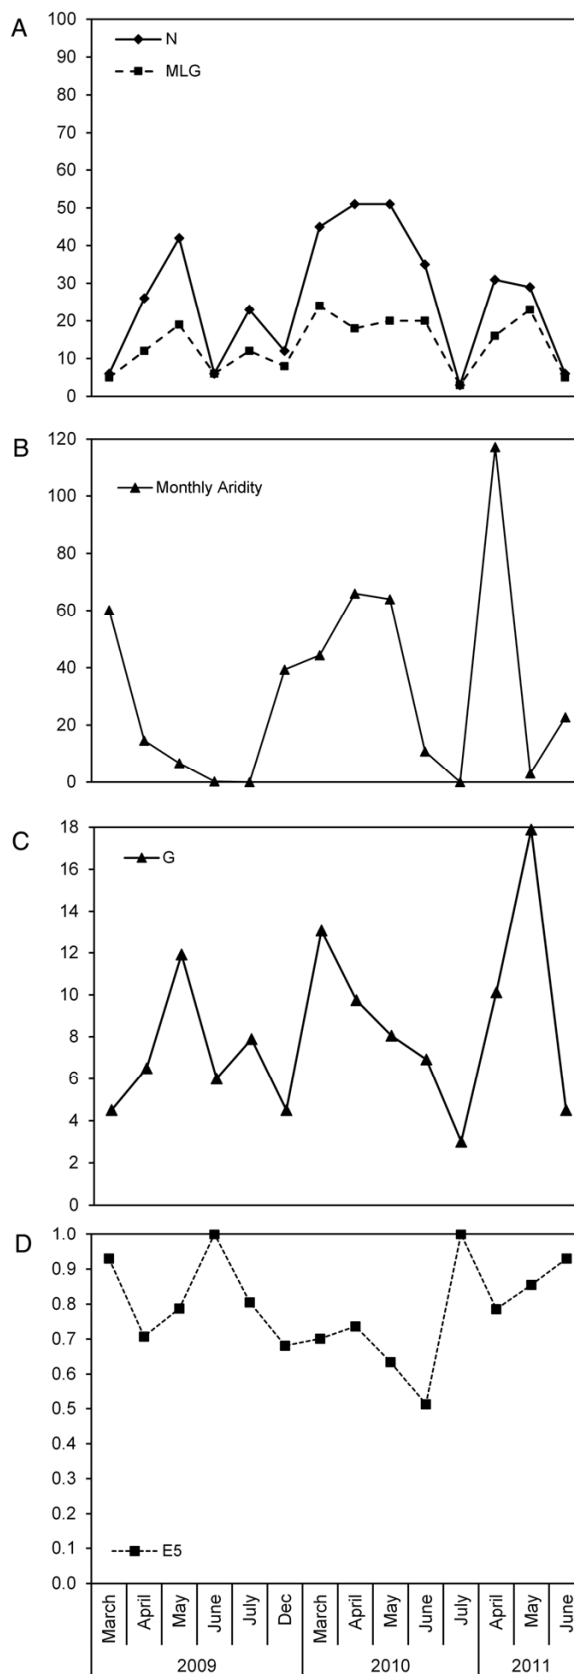 A
100
90
80
70
60
50
40
30
20
10
0
N
MLG
B
120
100
80
60
40
20
0
Monthly Aridity
C
18
16
14
12
10
8
6
4
2
0
G
D
1.0
0.9
0.8
0.7
0.6
0.5
0.4
0.3
0.2
0.1
0.0
E5
March
April
May
June
July
Dec
March
April
May
June
July
April
May
June
2009
2010
2011